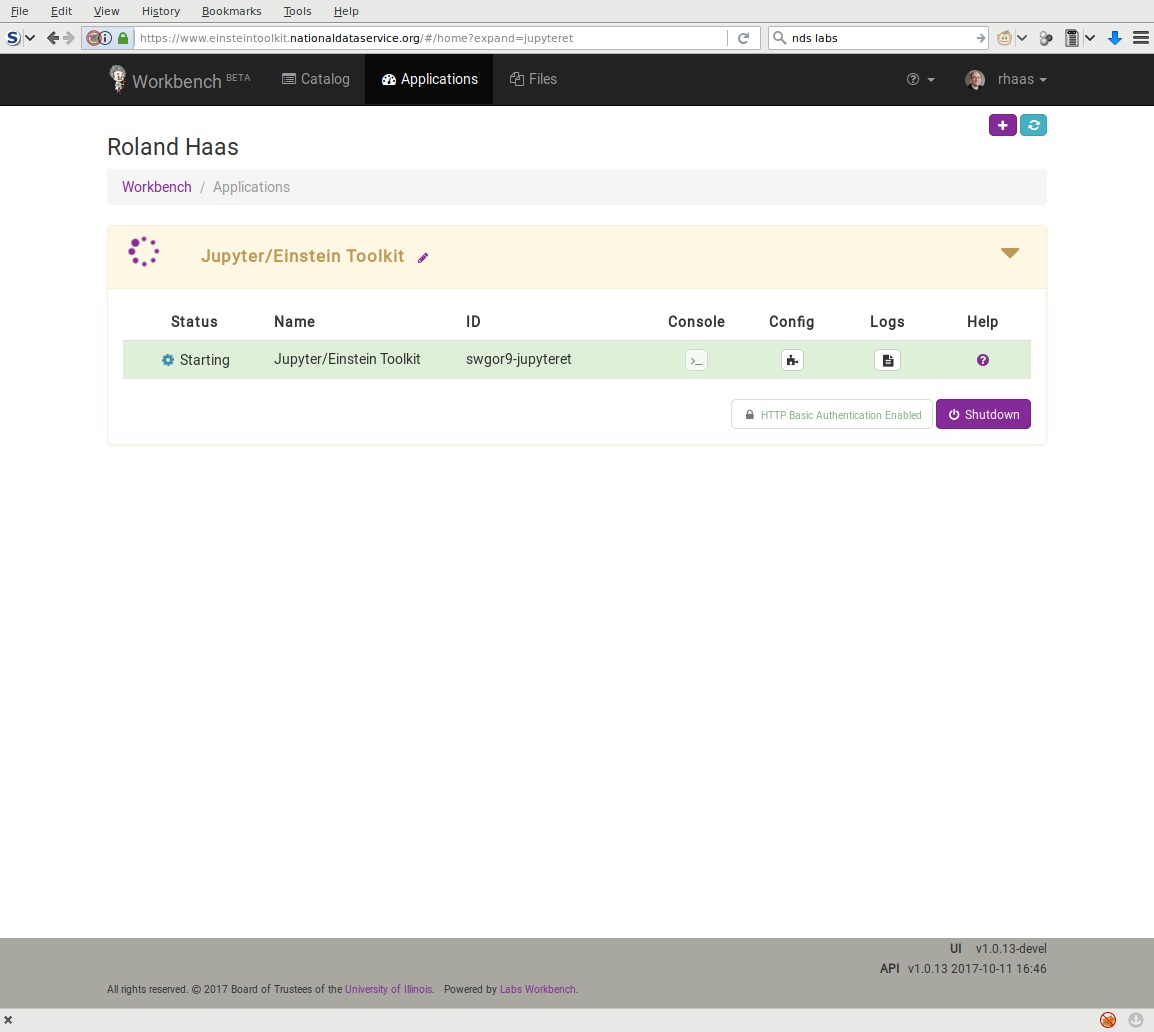 File Edit View History Bookmarks Tools Help
S https://www.einsteintoolkit.nationaldataservice.org/#/home?expand=jupyteret nds labs
Workbench BETA Catalog Applications Files rhaas
Roland Haas
Workbench / Applications
Jupyter/Einstein Toolkit
Status Name ID Console Config Logs Help
Starting Jupyter/Einstein Toolkit swgor9-jupyteret >_
HTTP Basic Authentication Enabled Shutdown
UI v1.0.13-devel
API v1.0.13 2017-10-11 16:46
All rights reserved. © 2017 Board of Trustees of the University of Illinois. Powered by Labs Workbench.